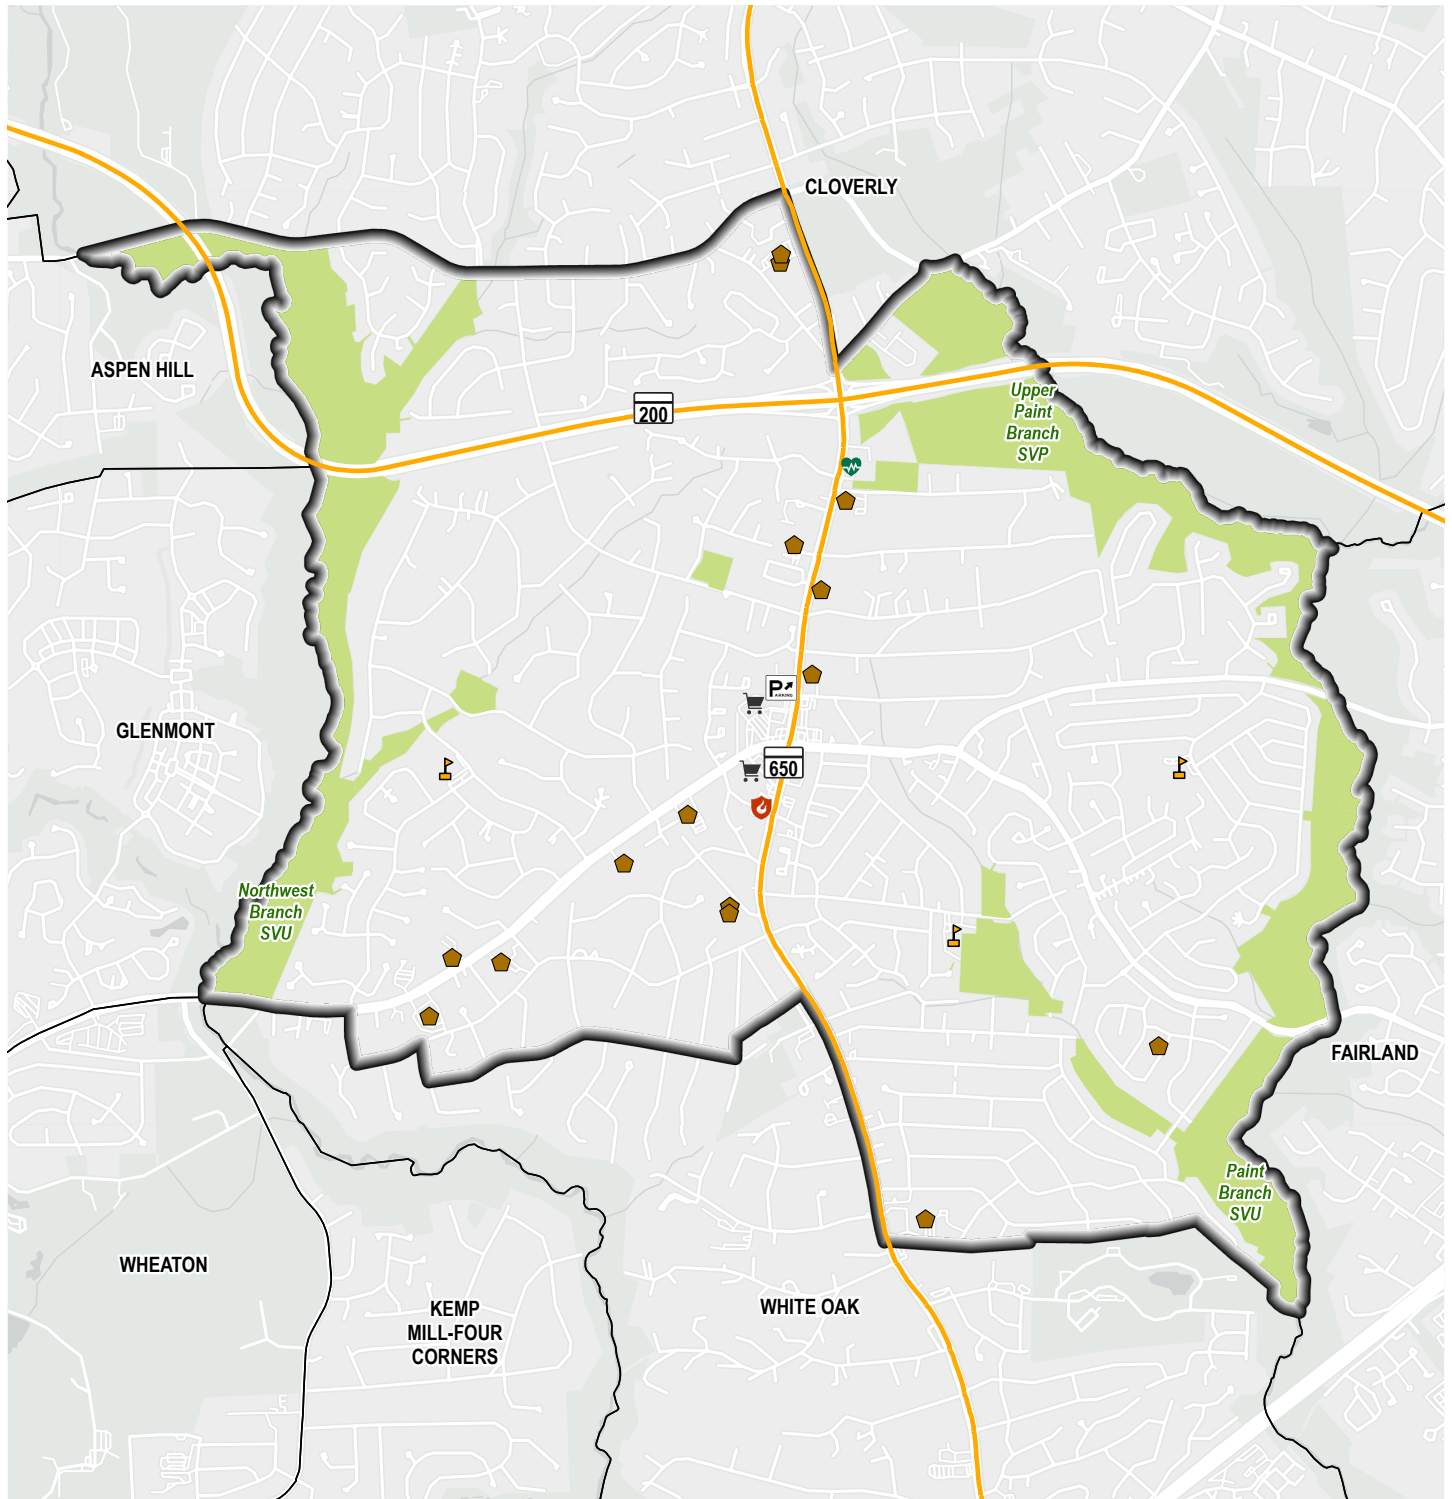 CLOVERLY
ASPEN HILL
200
Upper
Paint
Branch
SVP
GLENMONT
P
PARKING
650
Northwest
Branch
SVU
FAIRLAND
Paint
Branch
SVU
WHEATON
KEMP
MILL-FOUR
CORNERS
WHITE OAK